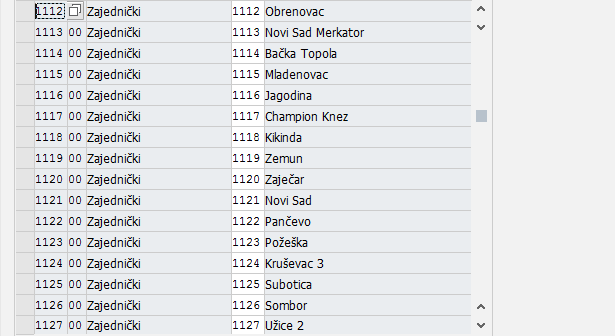 1112 Zajednički 1112 Obrenovac
1113 00 Zajednički 1113 Novi Sad Merkator
1114 00 Zajednički 1114 Bačka Topola
1115 00 Zajednički 1115 Mladenovac
1116 00 Zajednički 1116 Jagodina
1117 00 Zajednički 1117 Champion Knez
1118 00 Zajednički 1118 Kikinda
1119 00 Zajednički 1119 Zemun
1120 00 Zajednički 1120 Zaječar
1121 00 Zajednički 1121 Novi Sad
1122 00 Zajednički 1122 Pančevo
1123 00 Zajednički 1123 Požeška
1124 00 Zajednički 1124 Kruševac 3
1125 00 Zajednički 1125 Subotica
1126 00 Zajednički 1126 Sombor
1127 00 Zajednički 1127 Užice 2